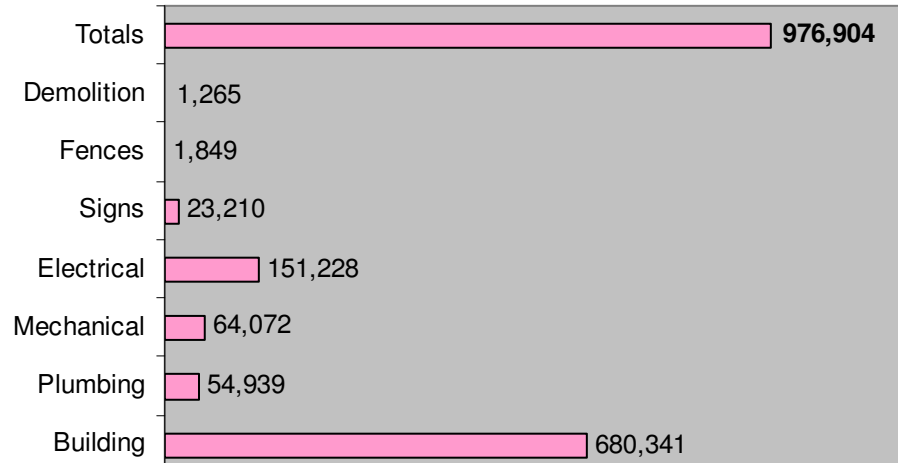 Totals 976,904
Demolition 1,265
Fences 1,849
Signs 23,210
Electrical 151,228
Mechanical 64,072
Plumbing 54,939
Building 680,341